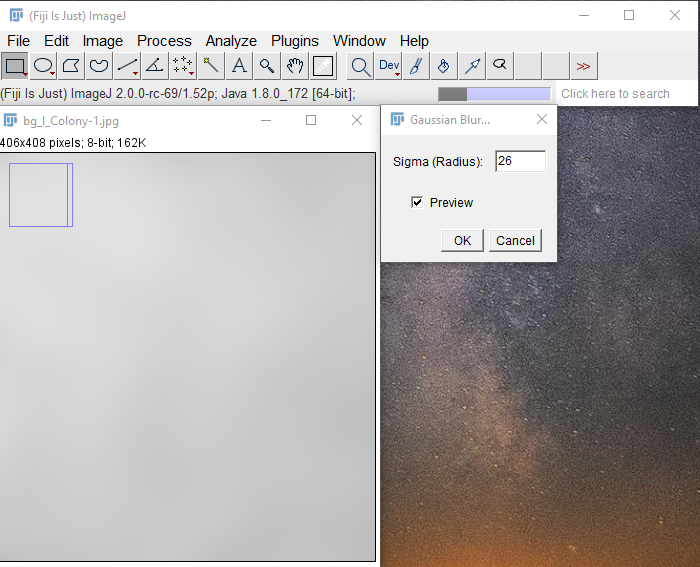 (Fiji Is Just) ImageJ
File Edit Image Process Analyze Plugins Window Help
A Dev >>
(Fiji Is Just) ImageJ 2.0.0-rc-69/1.52p; Java 1.8.0_172 [64-bit]; Click here to search
bg_I_Colony-1.jpg
406x408 pixels; 8-bit; 162K
Gaussian Blur...
Sigma (Radius): 26
Preview
OK Cancel